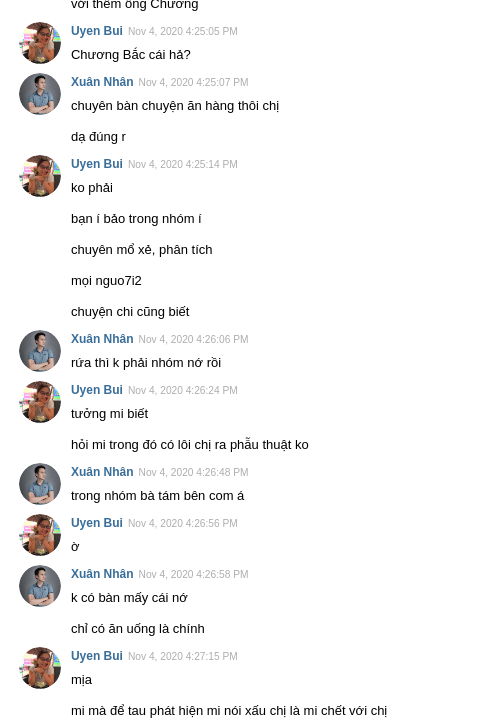 với thêm ông Chương
Uyen Bui Nov 4, 2020 4:25:05 PM
Chương Bắc cái hả?
Xuân Nhân Nov 4, 2020 4:25:07 PM
chuyên bàn chuyện ăn hàng thôi chị
dạ đúng r
Uyen Bui Nov 4, 2020 4:25:14 PM
ko phải
bạn í bảo trong nhóm í
chuyên mổ xẻ, phân tích
mọi nguo7i2
chuyện chi cũng biết
Xuân Nhân Nov 4, 2020 4:26:06 PM
rứa thì k phải nhóm nớ rồi
Uyen Bui Nov 4, 2020 4:26:24 PM
tưởng mi biết
hỏi mi trong đó có lôi chị ra phẫu thuật ko
Xuân Nhân Nov 4, 2020 4:26:48 PM
trong nhóm bà tám bên com á
Uyen Bui Nov 4, 2020 4:26:56 PM
ờ
Xuân Nhân Nov 4, 2020 4:26:58 PM
k có bàn mấy cái nớ
chỉ có ăn uống là chính
Uyen Bui Nov 4, 2020 4:27:15 PM
mịa
mi mà để tau phát hiện mi nói xấu chị là mi chết với chị